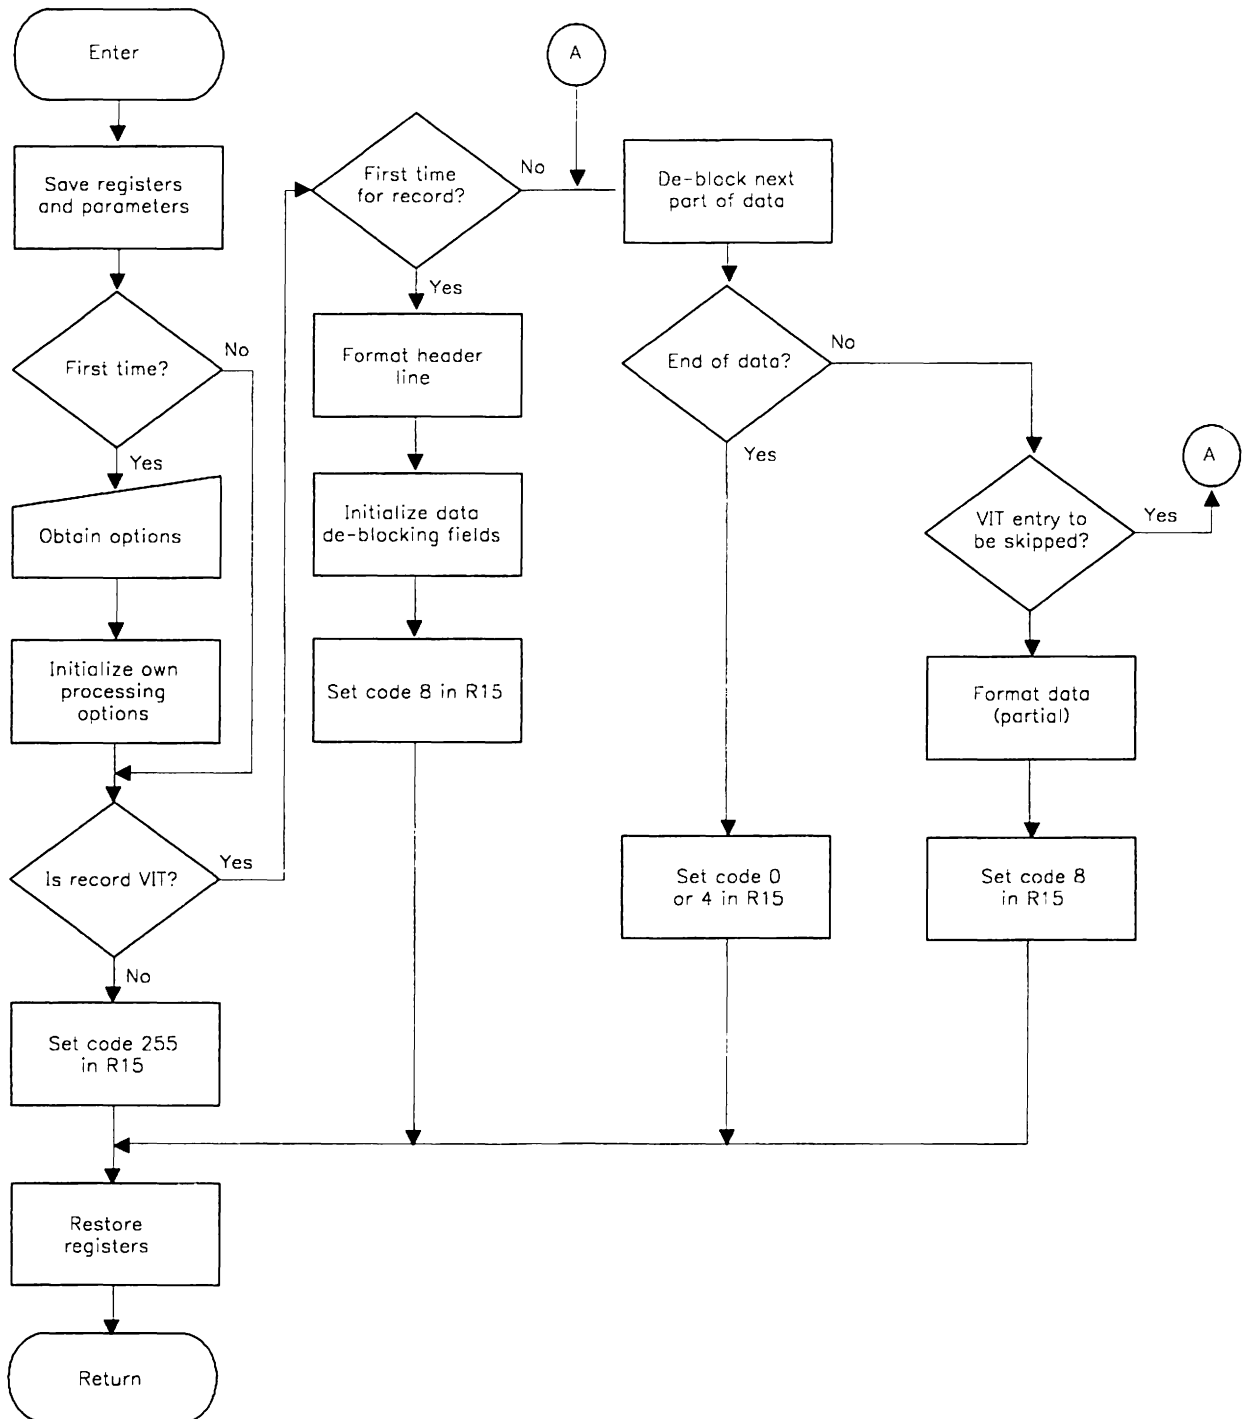 Enter
Save registers
and parameters
First time?
No
Yes
Obtain options
Initialize own
processing
options
Is record VIT?
Yes
No
Set code 255
in R15
Restore
registers
Return
First time
for record?
No
Yes
Format header
line
Initialize data
de-blocking fields
Set code 8 in R15
A
De-block next
part of data
End of data?
No
Yes
Set code 0
or 4 in R15
VIT entry to
be skipped?
Yes
A
Format data
(partial)
Set code 8
in R15